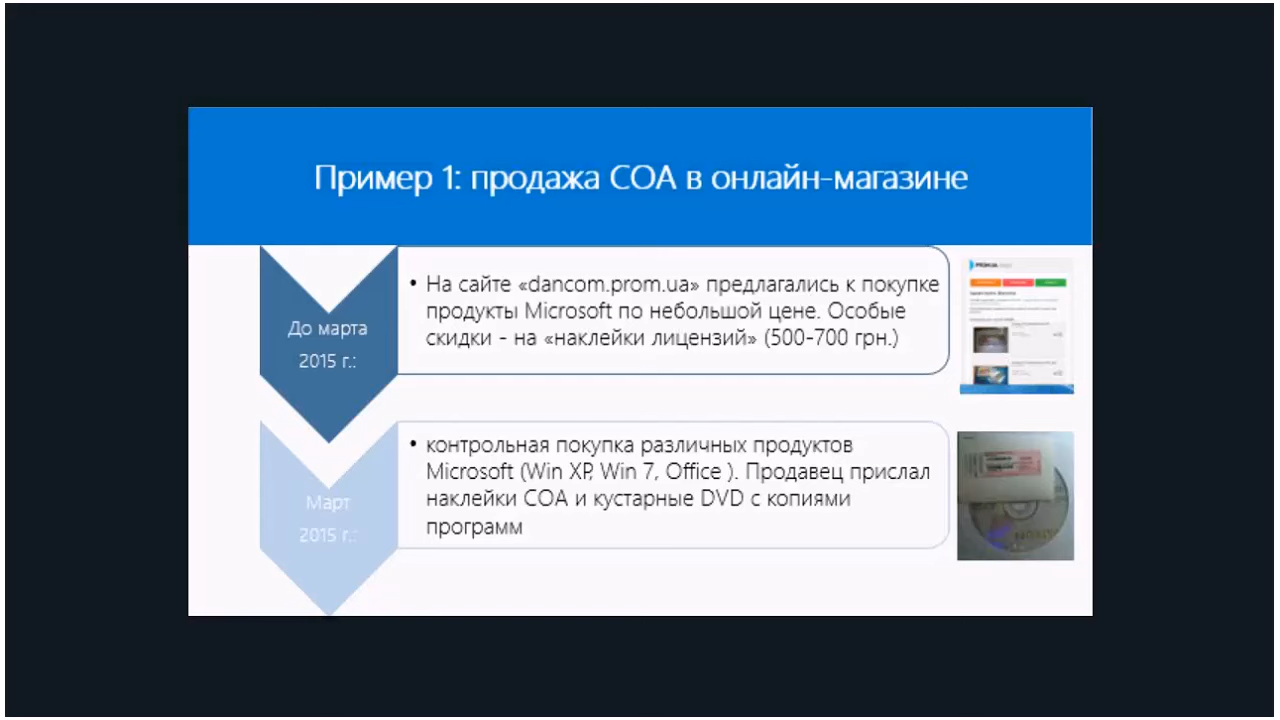 Пример 1: продажа COA в онлайн-магазине
До марта
2015 г.:
• На сайте «dancom.prom.ua» предлагались к покупке
продукты Microsoft по небольшой цене. Особые
скидки - на «наклейки лицензий» (500-700 грн.)
Март
2015 г.:
• контрольная покупка различных продуктов
Microsoft (Win XP, Win 7, Office ). Продавец прислал
наклейки COA и кустарные DVD с копиями
программ